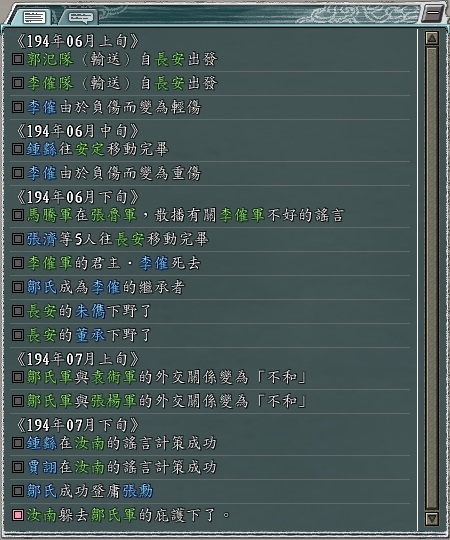 《194年06月上旬》
郭汜隊（輸送）自長安出發
李傕隊（輸送）自長安出發
李傕由於負傷而變為輕傷
《194年06月中旬》
鍾繇往安定移動完畢
李傕由於負傷而變為重傷
《194年06月下旬》
馬騰軍在張魯軍，散播有關李傕軍不好的謠言
張濟等5人往長安移動完畢
李傕軍的君主‧李傕死去
鄒氏成為李傕的繼承者
長安的朱儁下野了
長安的董承下野了
《194年07月上旬》
鄒氏軍與袁術軍的外交關係變為「不和」
鄒氏軍與張楊軍的外交關係變為「不和」
《194年07月下旬》
鍾繇在汝南的謠言計策成功
賈詡在汝南的謠言計策成功
鄒氏成功登庸張勳
汝南躲去鄒氏軍的庇護下了。